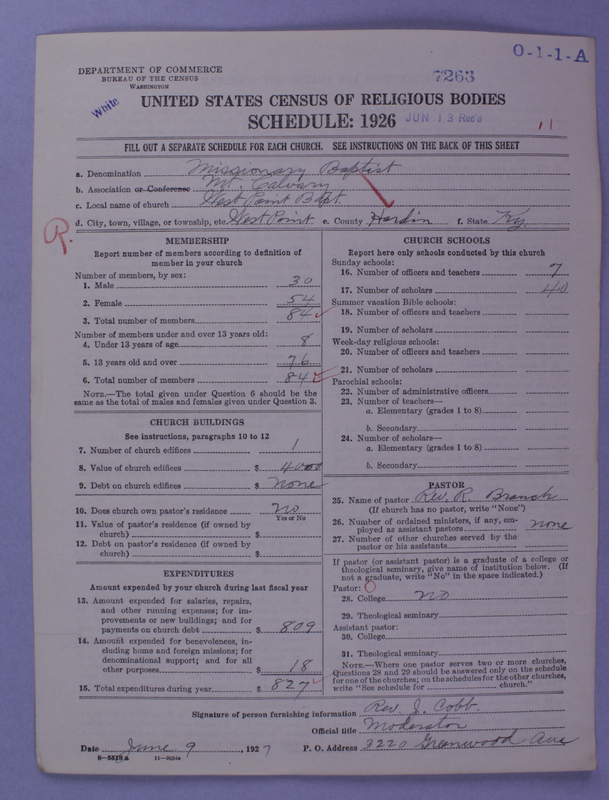 O-1-1-A
DEPARTMENT OF COMMERCE
BUREAU OF THE CENSUS
WASHINGTON
7263
White
UNITED STATES CENSUS OF RELIGIOUS BODIES
SCHEDULE: 1926
JUN 13 Rec'd
11
FILL OUT A SEPARATE SCHEDULE FOR EACH CHURCH. SEE INSTRUCTIONS ON THE BACK OF THIS SHEET
a. Denomination Missionary Baptist
b. Association or Conference Mt. Calvary
c. Local name of church West Point Bapt.
d. City, town, village, or township, etc. West Point e. County Hardin f. State Ky.
R.
MEMBERSHIP
Report number of members according to definition of
member in your church
Number of members, by sex:
1. Male 30
2. Female 54
3. Total number of members 84
Number of members under and over 13 years old:
4. Under 13 years of age 8
5. 13 years old and over 76
6. Total number of members 84
NOTE.—The total given under Question 6 should be the
same as the total of males and females given under Question 3.
CHURCH BUILDINGS
See instructions, paragraphs 10 to 12
7. Number of church edifices 1
8. Value of church edifices $ 4000
9. Debt on church edifices $ None
10. Does church own pastor's residence no
Yes or No
11. Value of pastor's residence (if owned by
church) $
12. Debt on pastor's residence (if owned by
church) $
EXPENDITURES
Amount expended by your church during last fiscal year
13. Amount expended for salaries, repairs,
and other running expenses; for im-
provements or new buildings; and for
payments on church debt $ 809
14. Amount expended for benevolences, in-
cluding home and foreign missions; for
denominational support; and for all
other purposes $ 18
15. Total expenditures during year $ 827
CHURCH SCHOOLS
Report here only schools conducted by this church
Sunday schools:
16. Number of officers and teachers 7
17. Number of scholars 40
Summer vacation Bible schools:
18. Number of officers and teachers
19. Number of scholars
Week-day religious schools:
20. Number of officers and teachers
21. Number of scholars
Parochial schools:
22. Number of administrative officers
23. Number of teachers—
a. Elementary (grades 1 to 8)
b. Secondary
24. Number of scholars—
a. Elementary (grades 1 to 8)
b. Secondary
PASTOR
25. Name of pastor Rev. R. Branch
(If church has no pastor, write "None")
26. Number of ordained ministers, if any, em-
ployed as assistant pastors none
27. Number of other churches served by the
pastor or his assistants
If pastor (or assistant pastor) is a graduate of a college or
theological seminary, give name of institution below. (If
not a graduate, write "No" in the space indicated.)
Pastor: O
28. College no
29. Theological seminary
Assistant pastor:
30. College
31. Theological seminary
NOTE.—Where one pastor serves two or more churches,
Questions 28 and 29 should be answered only on the schedule
for one of the churches; on the schedules for the other churches,
write "See schedule for church."
Signature of person furnishing information Rev. J. Cobb.
Official title Moderator
Date June 9, 1927 P. O. Address 3220 Greenwood Ave
8-5518a